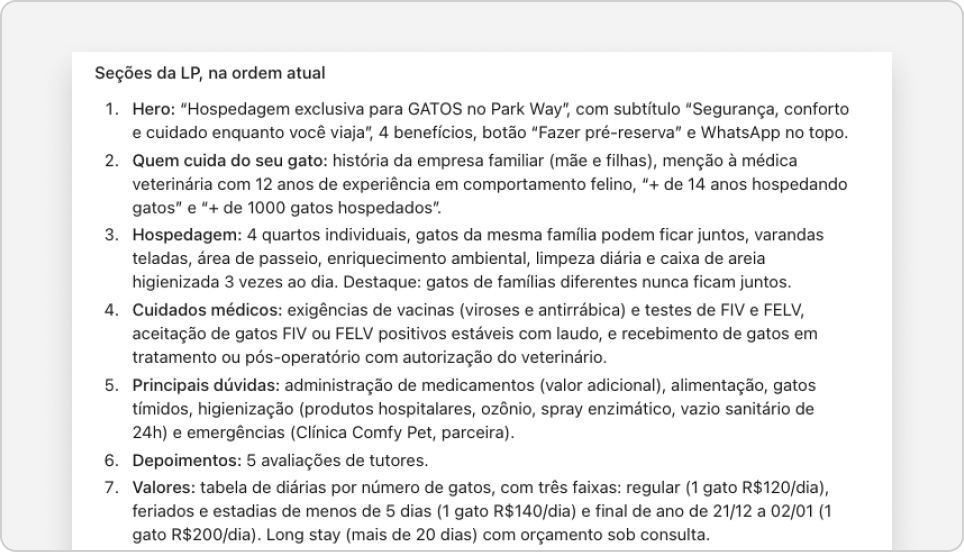 Seções da LP, na ordem atual
1. Hero: “Hospedagem exclusiva para GATOS no Park Way”, com subtítulo “Segurança, conforto
e cuidado enquanto você viaja”, 4 benefícios, botão “Fazer pré-reserva” e WhatsApp no topo.
2. Quem cuida do seu gato: história da empresa familiar (mãe e filhas), menção à médica
veterinária com 12 anos de experiência em comportamento felino, “+ de 14 anos hospedando
gatos” e “+ de 1000 gatos hospedados”.
3. Hospedagem: 4 quartos individuais, gatos da mesma família podem ficar juntos, varandas
teladas, área de passeio, enriquecimento ambiental, limpeza diária e caixa de areia
higienizada 3 vezes ao dia. Destaque: gatos de famílias diferentes nunca ficam juntos.
4. Cuidados médicos: exigências de vacinas (viroses e antirrábica) e testes de FIV e FELV,
aceitação de gatos FIV ou FELV positivos estáveis com laudo, e recebimento de gatos em
tratamento ou pós-operatório com autorização do veterinário.
5. Principais dúvidas: administração de medicamentos (valor adicional), alimentação, gatos
tímidos, higienização (produtos hospitalares, ozônio, spray enzimático, vazio sanitário de
24h) e emergências (Clínica Comfy Pet, parceira).
6. Depoimentos: 5 avaliações de tutores.
7. Valores: tabela de diárias por número de gatos, com três faixas: regular (1 gato R$120/dia),
feriados e estadias de menos de 5 dias (1 gato R$140/dia) e final de ano de 21/12 a 02/01 (1
gato R$200/dia). Long stay (mais de 20 dias) com orçamento sob consulta.